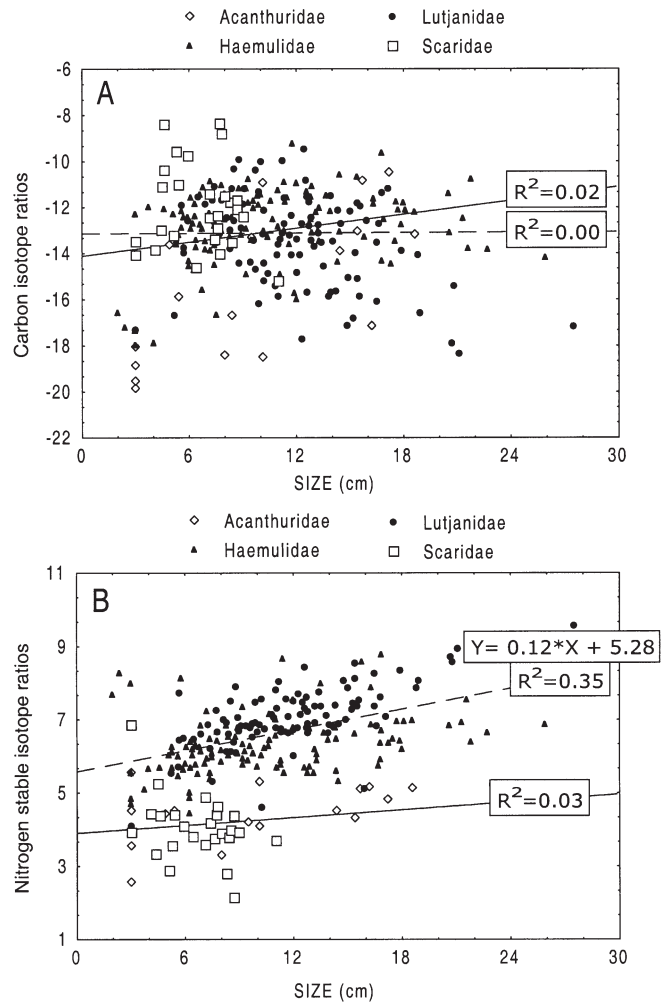 Acanthuridae Lutjanidae
Haemulidae Scaridae
A
Carbon isotope ratios
-6
-8
-10
-12
-14
-16
-18
-20
-22
R²=0.02
R²=0.00
0 6 12 18 24 30
SIZE (cm)
Acanthuridae Lutjanidae
Haemulidae Scaridae
B
Nitrogen stable isotope ratios
11
9
7
5
3
1
Y= 0.12*X + 5.28
R²=0.35
R²=0.03
0 6 12 18 24 30
SIZE (cm)